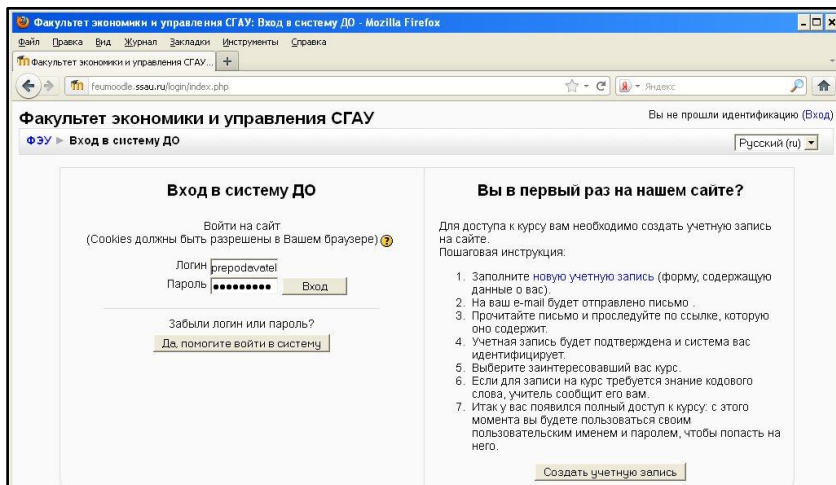 Факультет экономики и управления СГАУ: Вход в систему ДО - Mozilla Firefox
Файл Правка Вид Журнал Закладки Инструменты Справка
Факультет экономики и управления СГАУ... +
feumoodle.ssau.ru/login/index.php
Яндекс
Факультет экономики и управления СГАУ
Вы не прошли идентификацию (Вход)
ФЭУ ► Вход в систему ДО
Русский (ru)
Вход в систему ДО
Войти на сайт
(Cookies должны быть разрешены в Вашем браузере)
Логин prepodavatel
Пароль ●●●●●●●●● Вход
Забыли логин или пароль?
Да, помогите войти в систему
Вы в первый раз на нашем сайте?
Для доступа к курсу вам необходимо создать учетную запись
на сайте.
Пошаговая инструкция:
1. Заполните новую учетную запись (форму, содержащую
данные о вас).
2. На ваш e-mail будет отправлено письмо .
3. Прочитайте письмо и проследуйте по ссылке, которую
оно содержит.
4. Учетная запись будет подтверждена и система вас
идентифицирует.
5. Выберите заинтересовавший вас курс.
6. Если для записи на курс требуется знание кодового
слова, учитель сообщит его вам.
7. Итак у вас появился полный доступ к курсу: с этого
момента вы будете пользоваться своим
пользовательским именем и паролем, чтобы попасть на
него.
Создать учетную запись